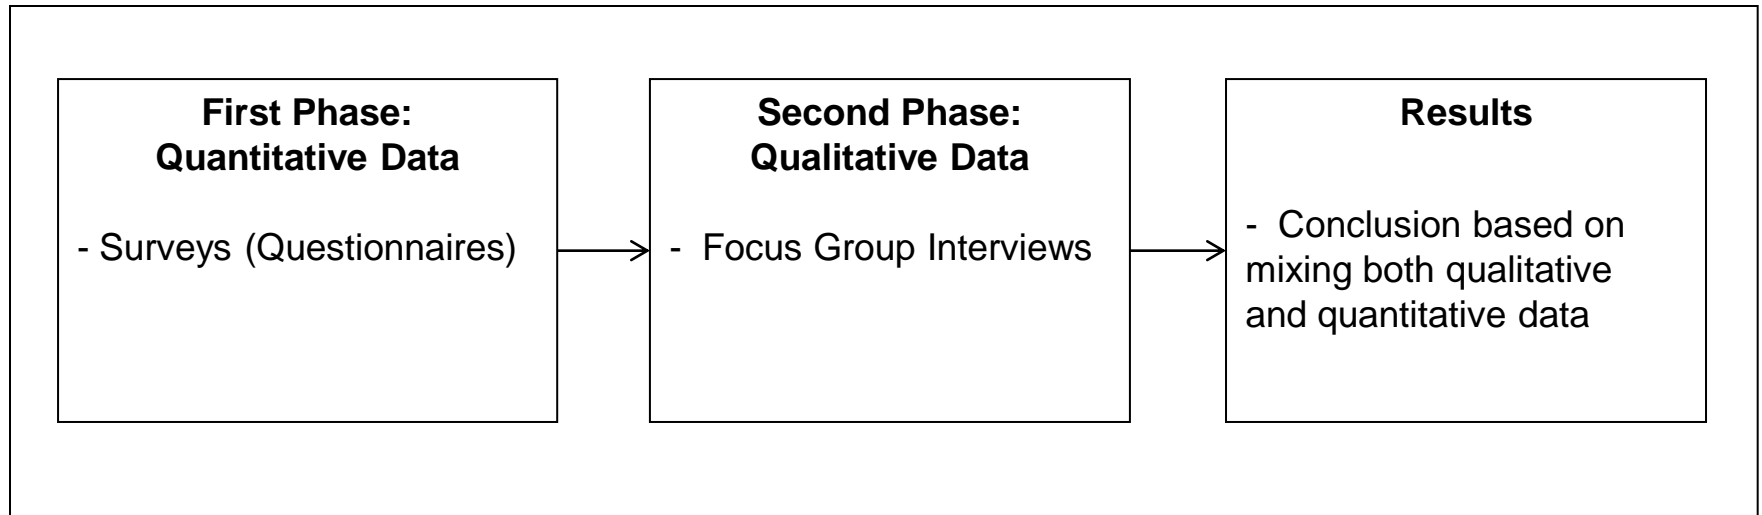 First Phase:
Quantitative Data
- Surveys (Questionnaires)
Second Phase:
Qualitative Data
- Focus Group Interviews
Results
- Conclusion based on
mixing both qualitative
and quantitative data